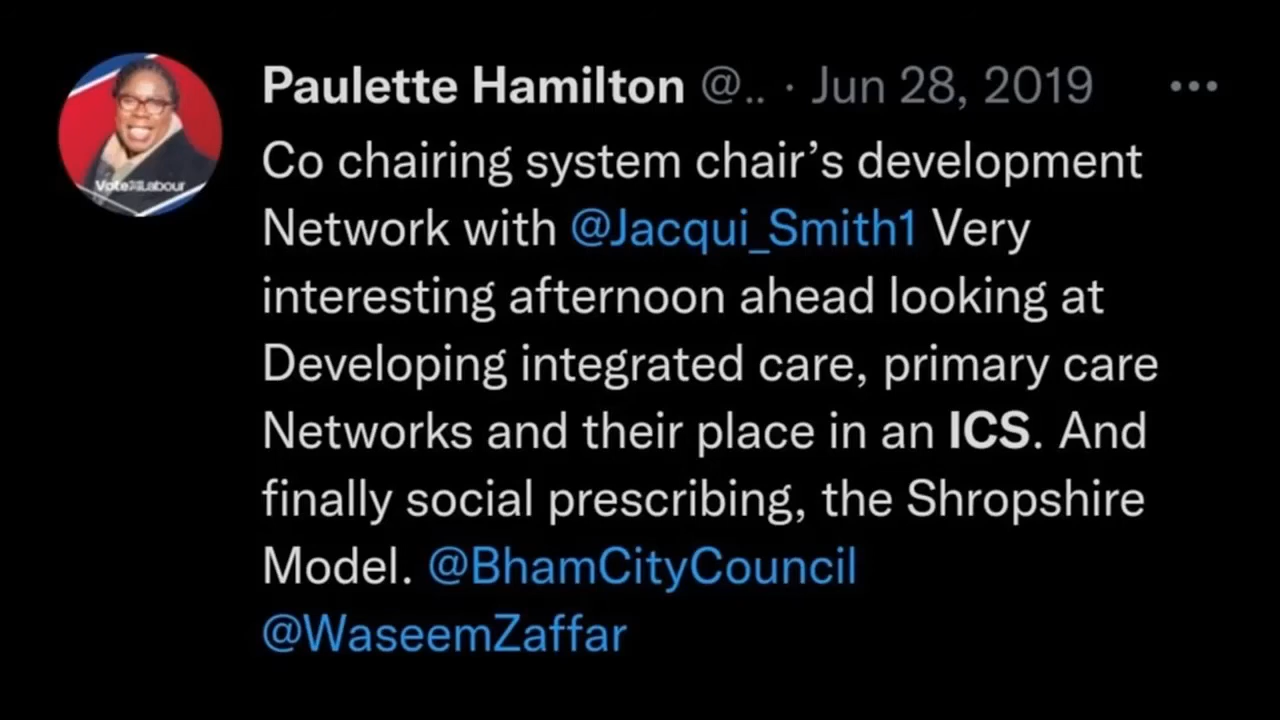 Paulette Hamilton @.. · Jun 28, 2019 •••
Co chairing system chair’s development
Network with @Jacqui_Smith1 Very
interesting afternoon ahead looking at
Developing integrated care, primary care
Networks and their place in an ICS. And
finally social prescribing, the Shropshire
Model. @BhamCityCouncil
@WaseemZaffar
Vote Labour